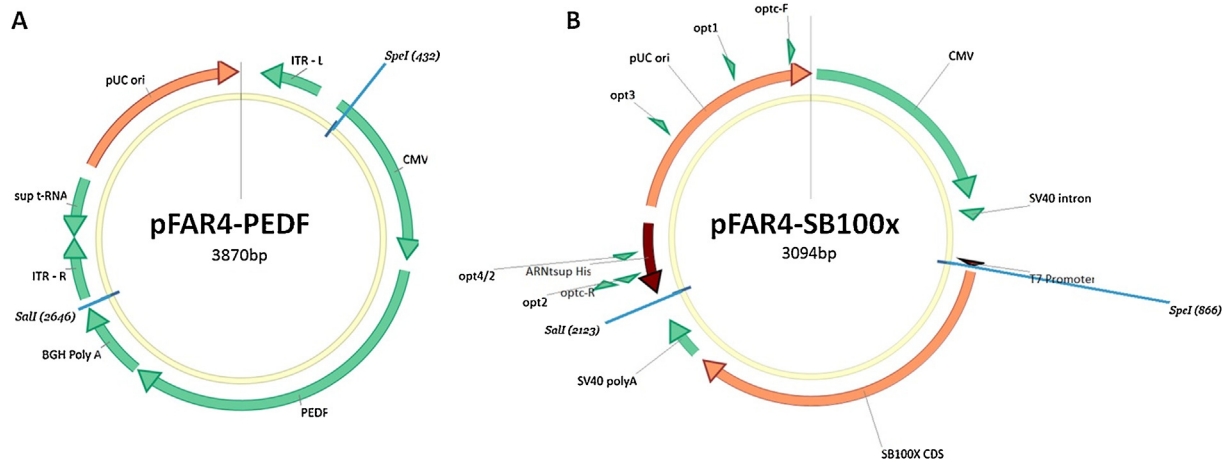 A
ITR - L
SpeI (432)
pUC ori
CMV
sup t-RNA
pFAR4-PEDF
3870bp
ITR - R
SalI (2646)
BGH Poly A
PEDF
B
optc-F
opt1
pUC ori
CMV
opt3
SV40 intron
pFAR4-SB100x
3094bp
opt4/2
ARNtsup His
T7 Promoter
opt2
optc-R
SpeI (866)
SalI (2123)
SV40 polyA
SB100X CDS